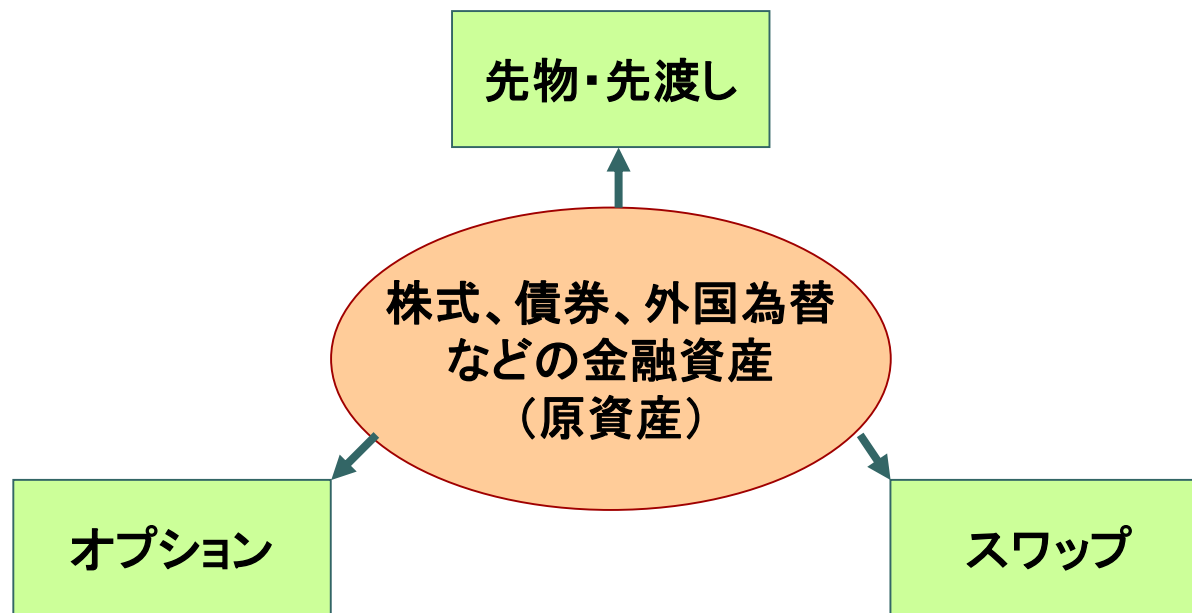 先物・先渡し
株式、債券、外国為替
などの金融資産
（原資産）
オプション
スワップ